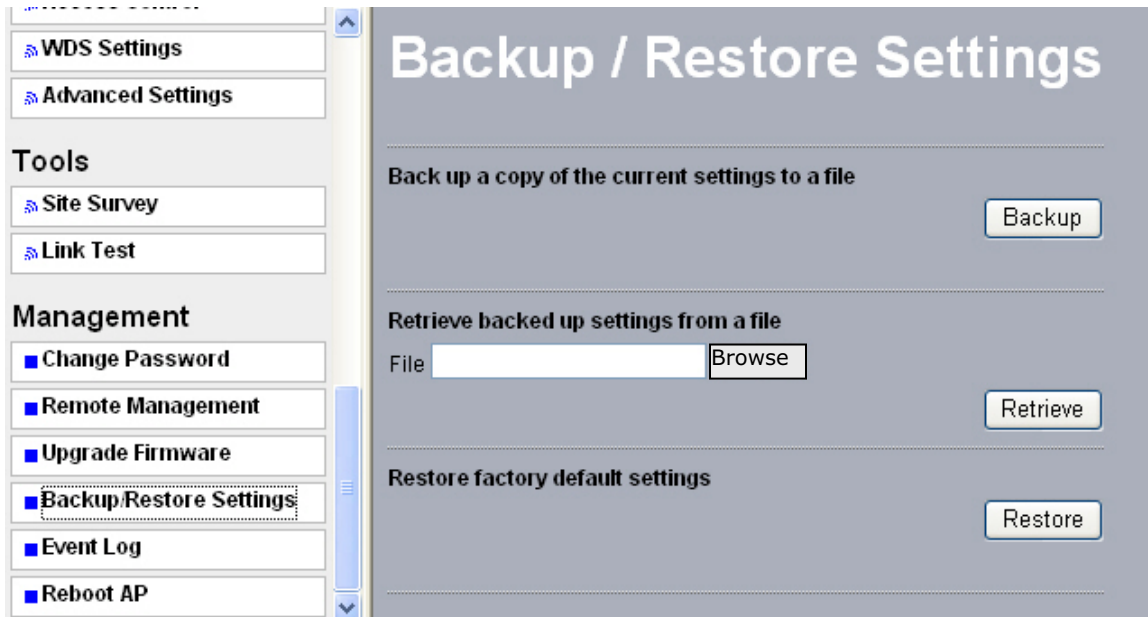 WDS Settings
Advanced Settings
Tools
Site Survey
Link Test
Management
Change Password
Remote Management
Upgrade Firmware
Backup/Restore Settings
Event Log
Reboot AP
Backup / Restore Settings
Back up a copy of the current settings to a file
Backup
Retrieve backed up settings from a file
File Browse
Retrieve
Restore factory default settings
Restore